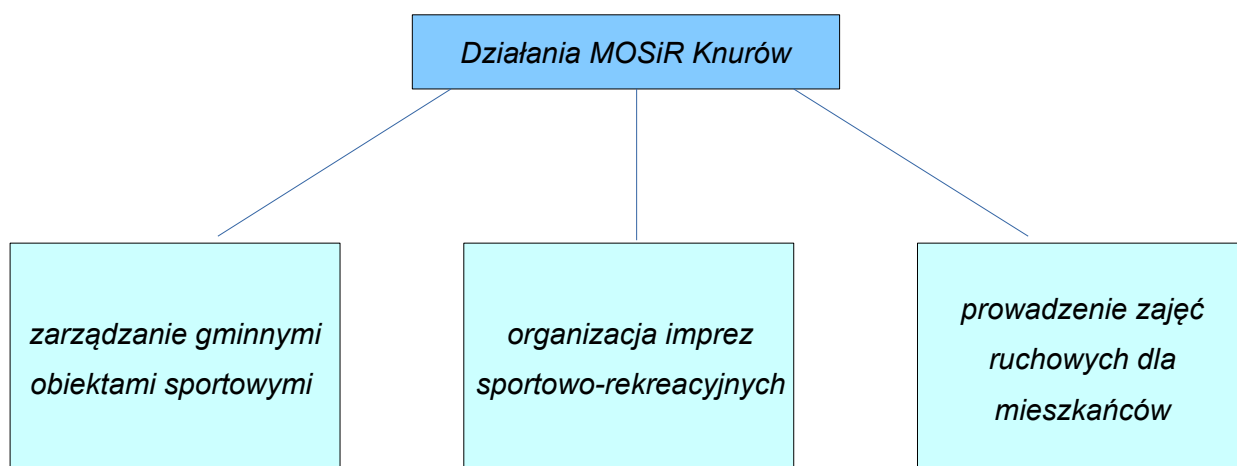 Działania MOSiR Knurów
zarządzanie gminnymi
obiektami sportowymi
organizacja imprez
sportowo-rekreacyjnych
prowadzenie zajęć
ruchowych dla
mieszkańców